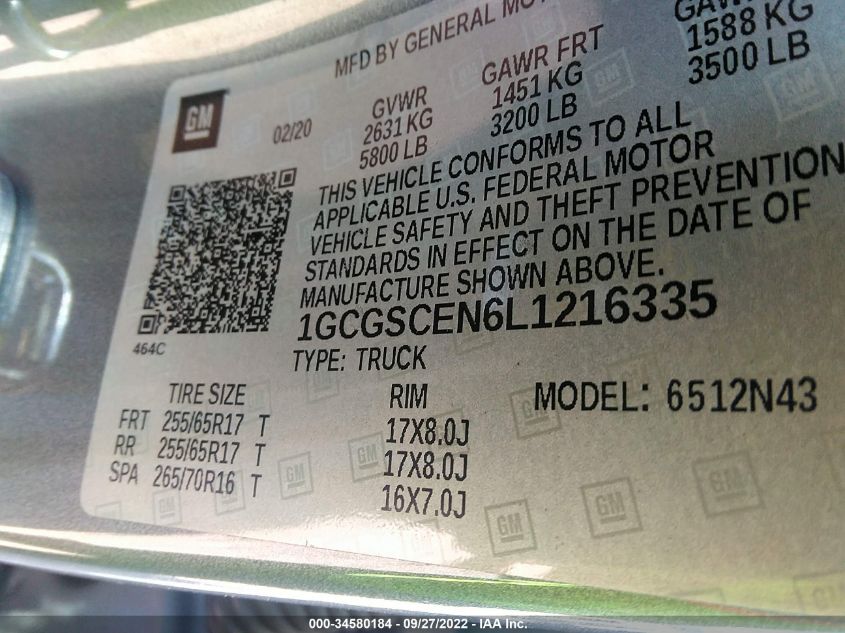 MFD BY GENERAL
GM
02/20
GVWR
2631 KG
5800 LB
GAWR FRT
1451 KG
3200 LB
1588 KG
3500 LB
THIS VEHICLE CONFORMS TO ALL
APPLICABLE U.S. FEDERAL MOTOR
VEHICLE SAFETY AND THEFT PREVENTION
STANDARDS IN EFFECT ON THE DATE OF
MANUFACTURE SHOWN ABOVE.
1GCGSCEN6L1216335
464C
TYPE: TRUCK
TIRE SIZE RIM MODEL: 6512N43
FRT 255/65R17 T 17X8.0J
RR 255/65R17 T 17X8.0J
SPA 265/70R16 T 16X7.0J
000-34580184 - 09/27/2022 - IAA Inc.